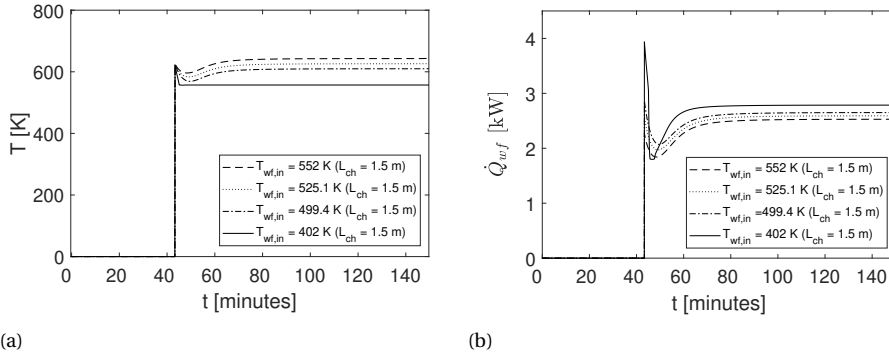 800
600
400
200
0
T [K]
0 20 40 60 80 100 120 140
t [minutes]
T_wf,in = 552 K (L_ch = 1.5 m)
T_wf,in = 525.1 K (L_ch = 1.5 m)
T_wf,in = 499.4 K (L_ch = 1.5 m)
T_wf,in = 402 K (L_ch = 1.5 m)
(a)
4
3
2
1
0
Q̇_wf [kW]
0 20 40 60 80 100 120 140
t [minutes]
T_wf,in = 552 K (L_ch = 1.5 m)
T_wf,in = 525.1 K (L_ch = 1.5 m)
T_wf,in =499.4 K (L_ch = 1.5 m)
T_wf,in = 402 K (L_ch = 1.5 m)
(b)